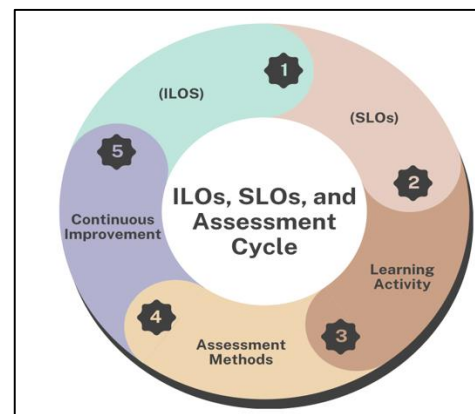 1
(ILOS)
(SLOs)
2
Learning
Activity
3
Assessment
Methods
4
Continuous
Improvement
5
ILOs, SLOs, and
Assessment
Cycle